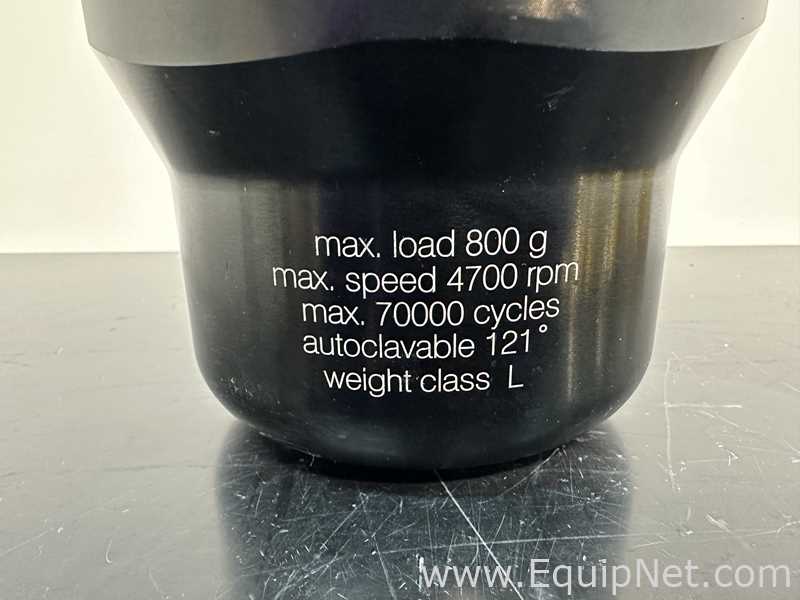 max. load 800 g
max. speed 4700 rpm
max. 70000 cycles
autoclavable 121°
weight class L
www.EquipNet.com